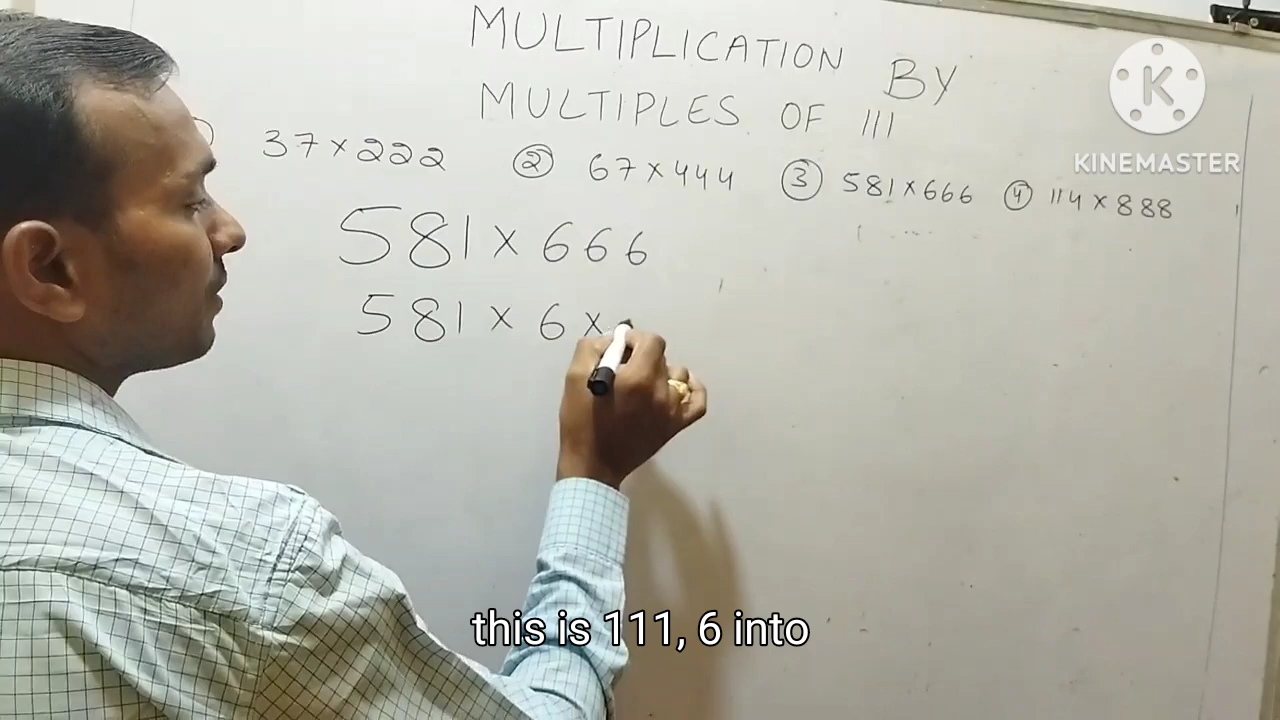 MULTIPLICATION BY
MULTIPLES OF 111
37×222 ② 67×444 ③ 581×666 ④ 114×888
581×666
581×6×
K
KINEMASTER
this is 111, 6 into